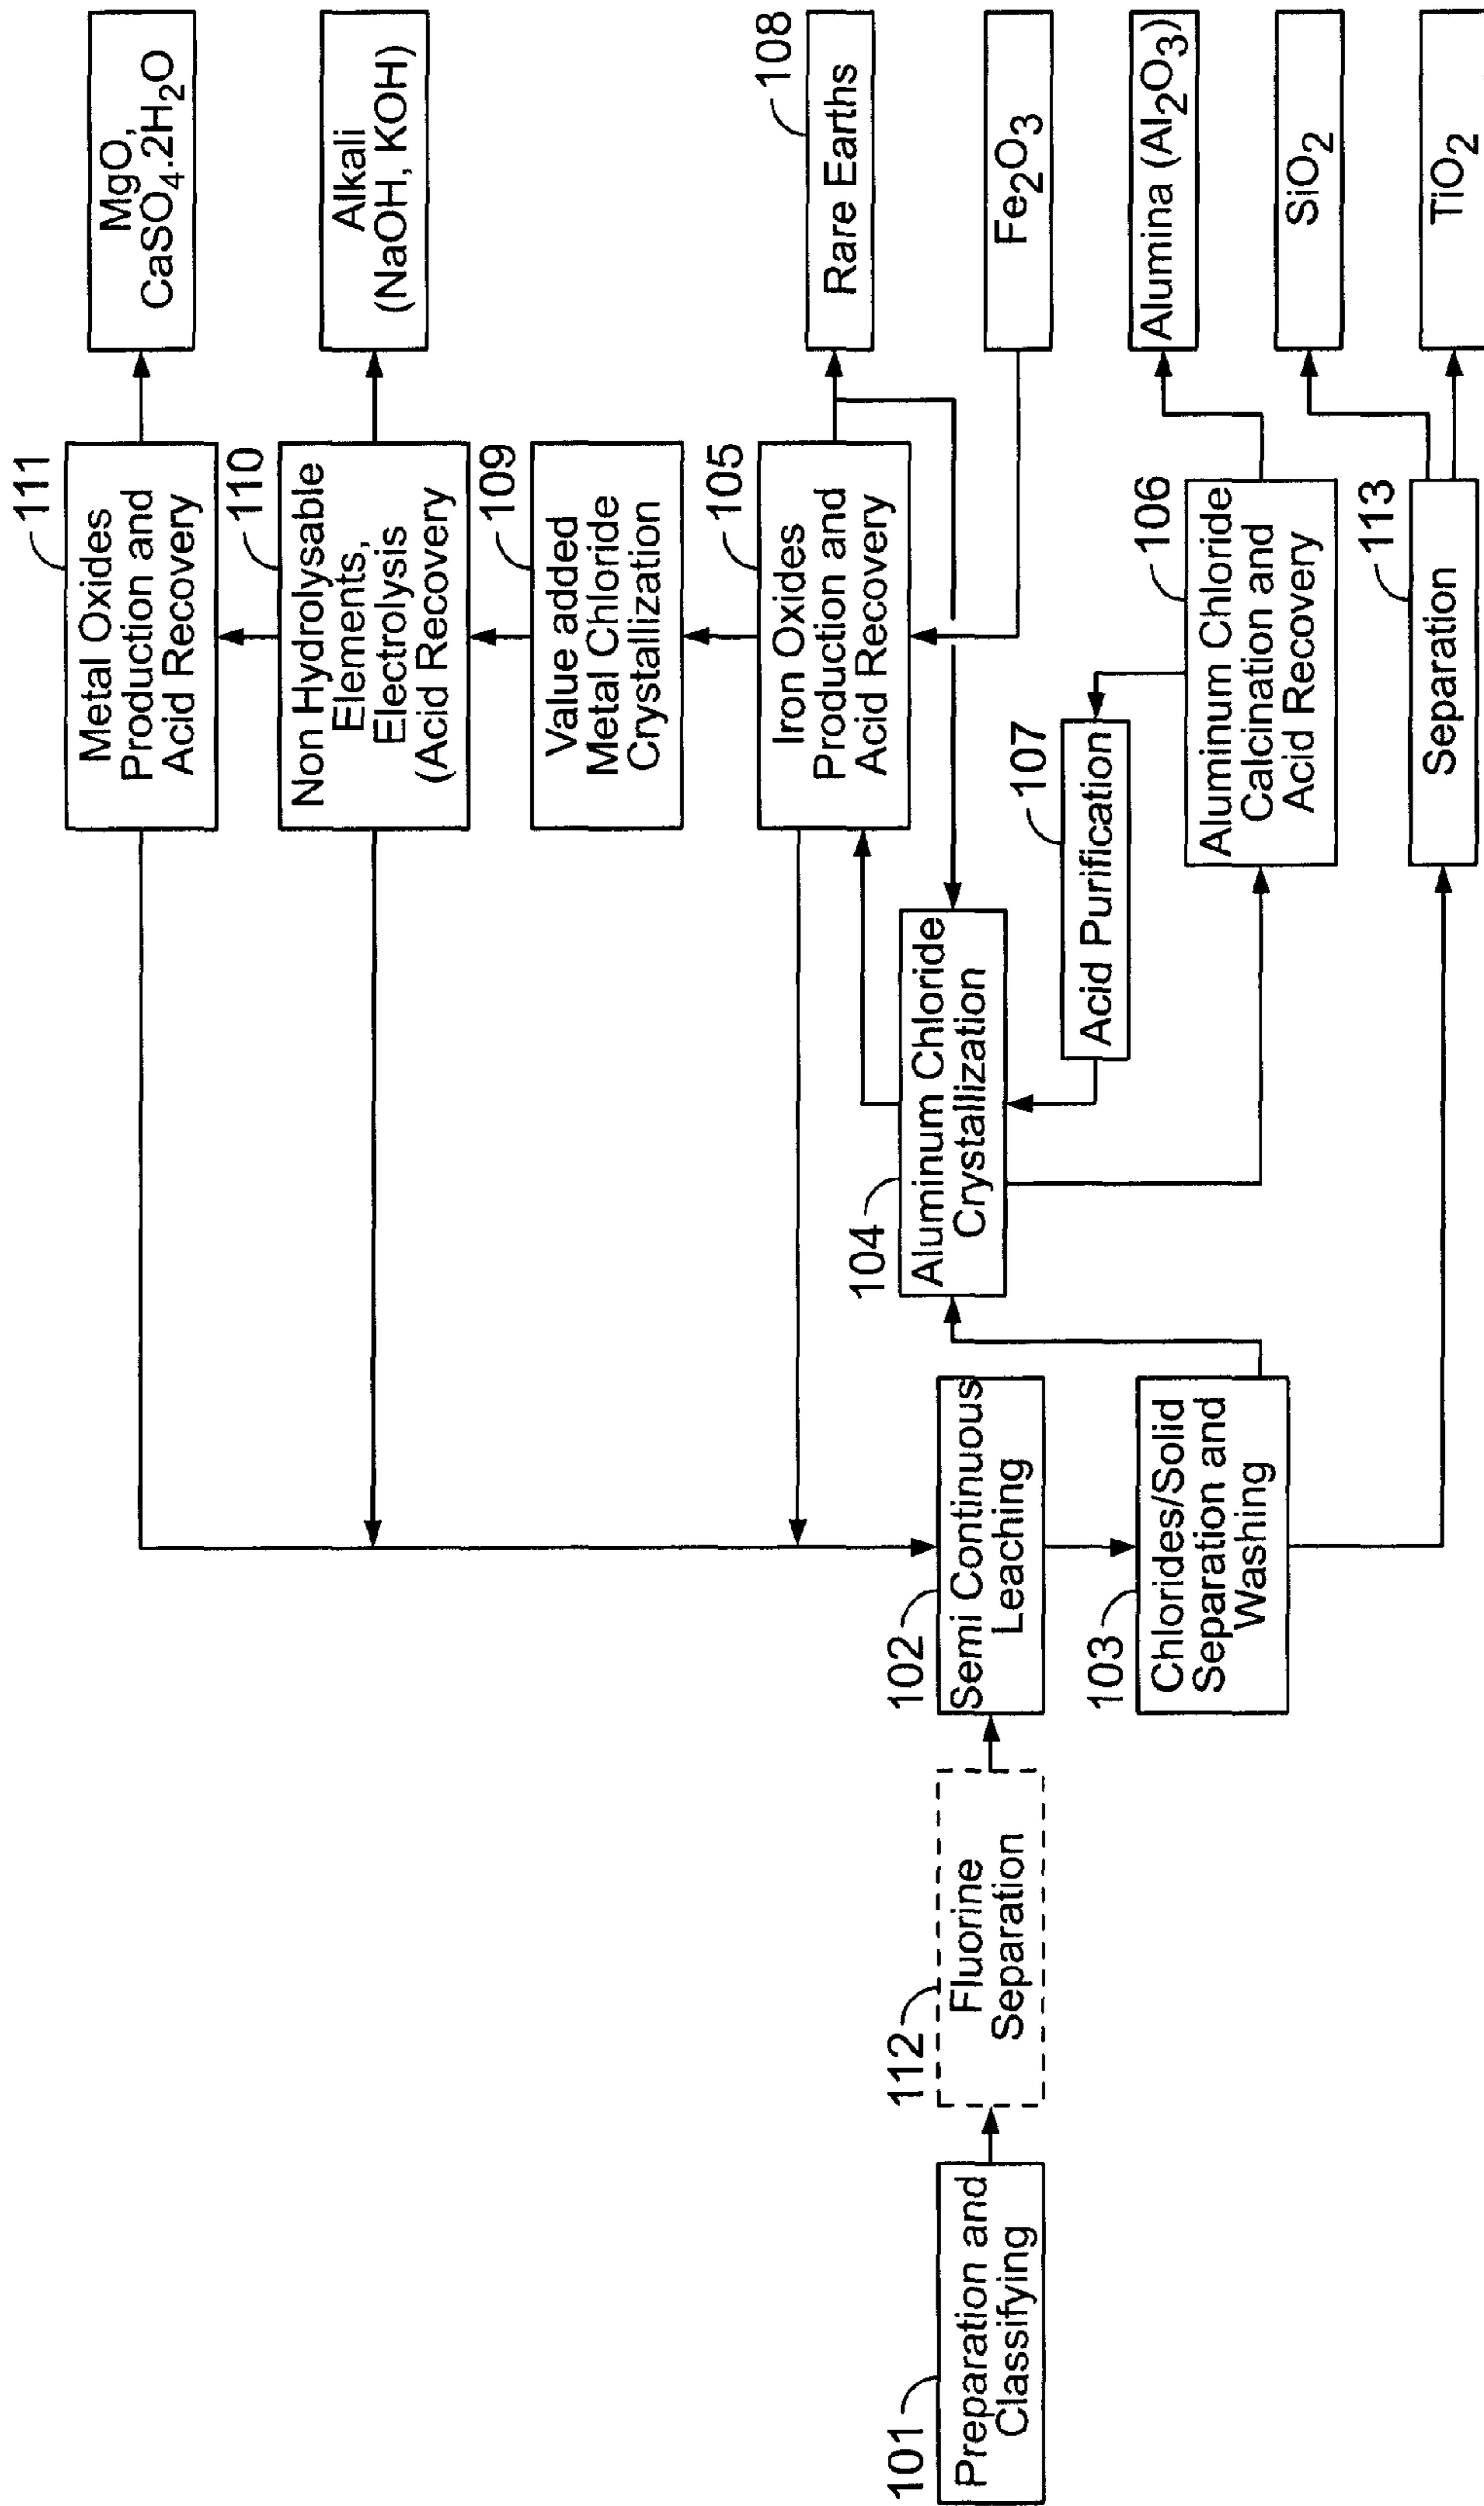 101
Preparation and
Classifying
112
Fluorine
Separation
102
Semi Continuous
Leaching
103
Chlorides/Solid
Separation and
Washing
104
Aluminum Chloride
Crystallization
111
Metal Oxides
Production and
Acid Recovery
110
Non Hydrolysable
Elements,
Electrolysis
(Acid Recovery
109
Value added
Metal Chloride
Crystallization
105
Iron Oxides
Production and
Acid Recovery
107
Acid Purification
106
Aluminum Chloride
Calcination and
Acid Recovery
113
Separation
MgO,
CaSO₄.2H₂O
Alkali
(NaOH, KOH)
108
Rare Earths
Fe₂O₃
Alumina (Al₂O₃)
SiO₂
TiO₂